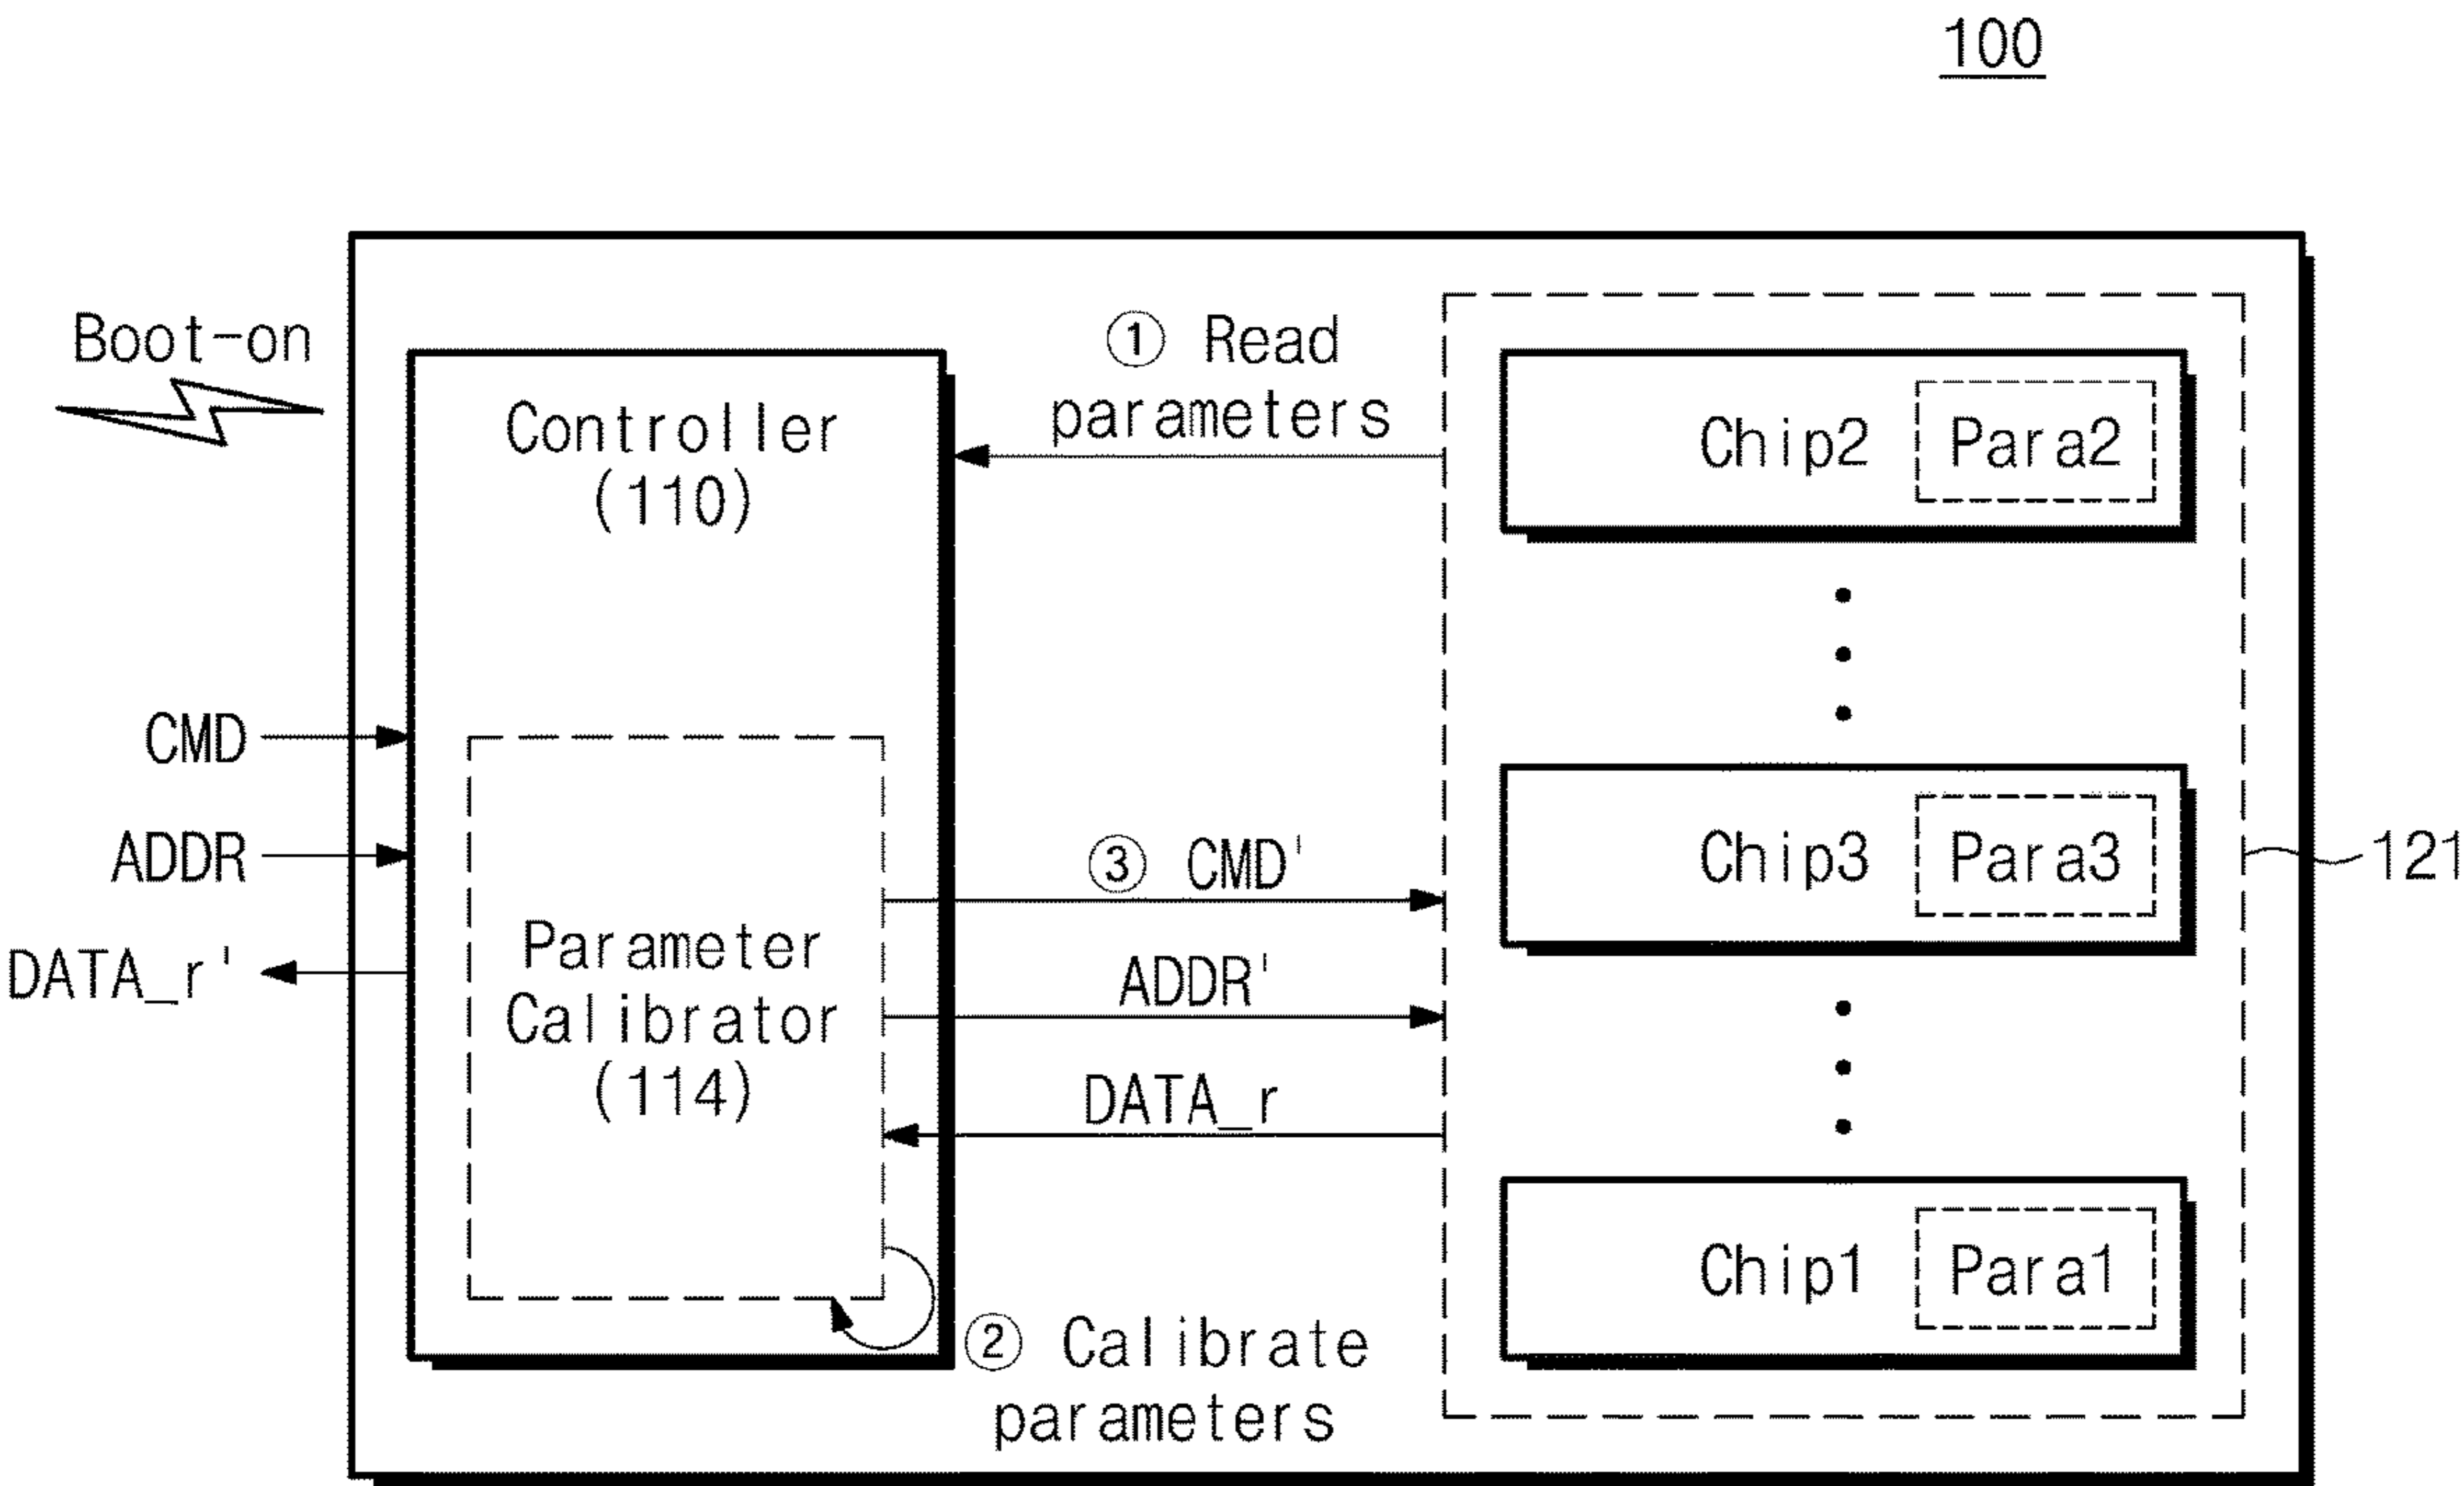 100
Boot-on
Controller
(110)
① Read
parameters
Chip2
Para2
CMD
ADDR
DATA_r'
Parameter
Calibrator
(114)
③ CMD'
ADDR'
DATA_r
Chip3
Para3
121
② Calibrate
parameters
Chip1
Para1